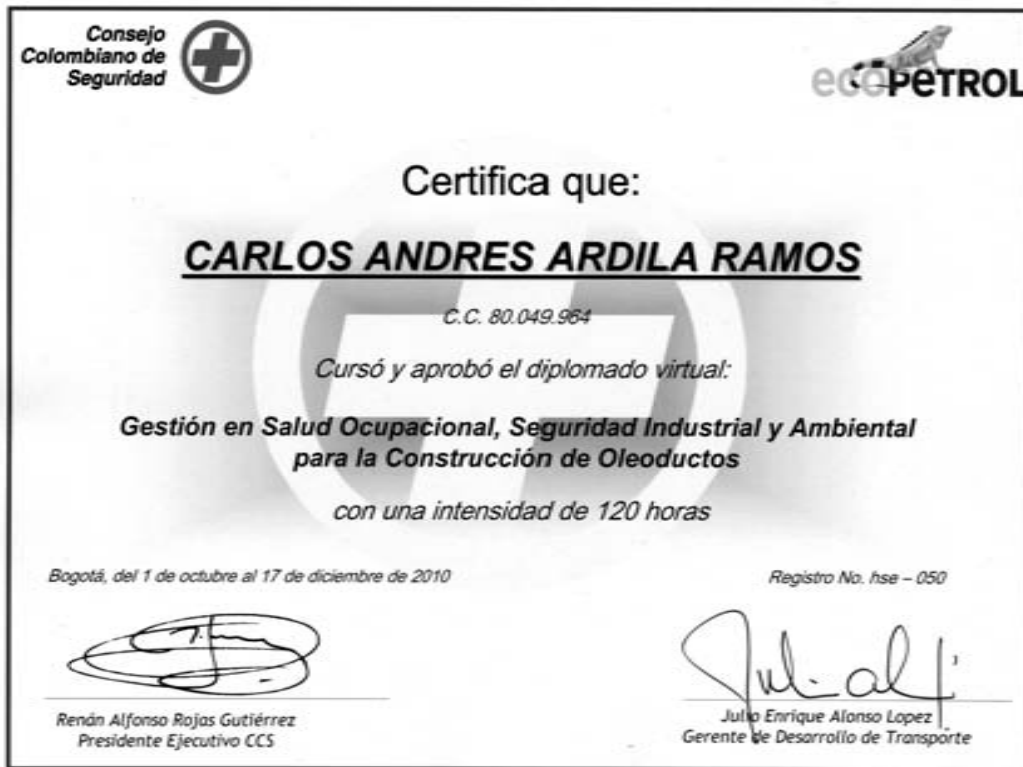 Consejo
Colombiano de
Seguridad
ecoPETROL
Certifica que:
CARLOS ANDRES ARDILA RAMOS
C.C. 80.049.964
Cursó y aprobó el diplomado virtual:
Gestión en Salud Ocupacional, Seguridad Industrial y Ambiental
para la Construcción de Oleoductos
con una intensidad de 120 horas
Bogotá, del 1 de octubre al 17 de diciembre de 2010
Registro No. hse – 050
Renán Alfonso Rojas Gutiérrez
Presidente Ejecutivo CCS
Julio Enrique Alonso Lopez
Gerente de Desarrollo de Transporte